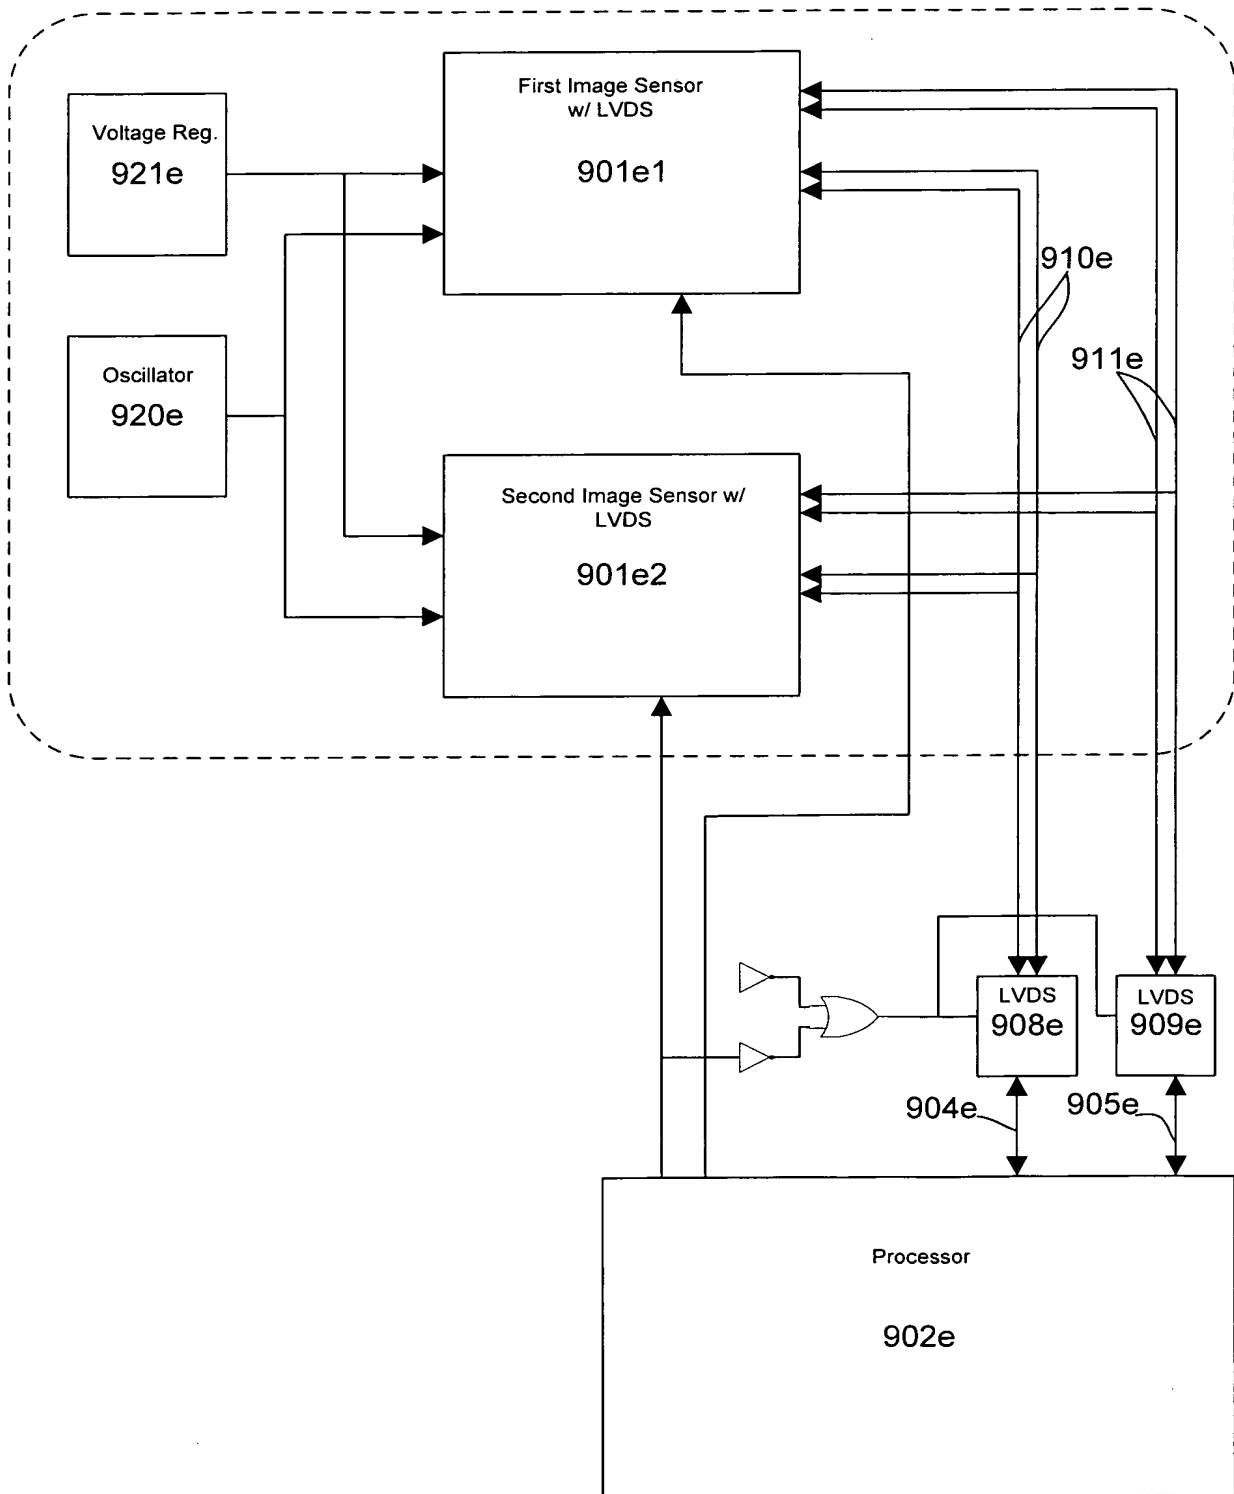 First Image Sensor
w/ LVDS
901e1
Voltage Reg.
921e
910e
911e
Oscillator
920e
Second Image Sensor w/
LVDS
901e2
LVDS
908e
LVDS
909e
904e
905e
Processor
902e